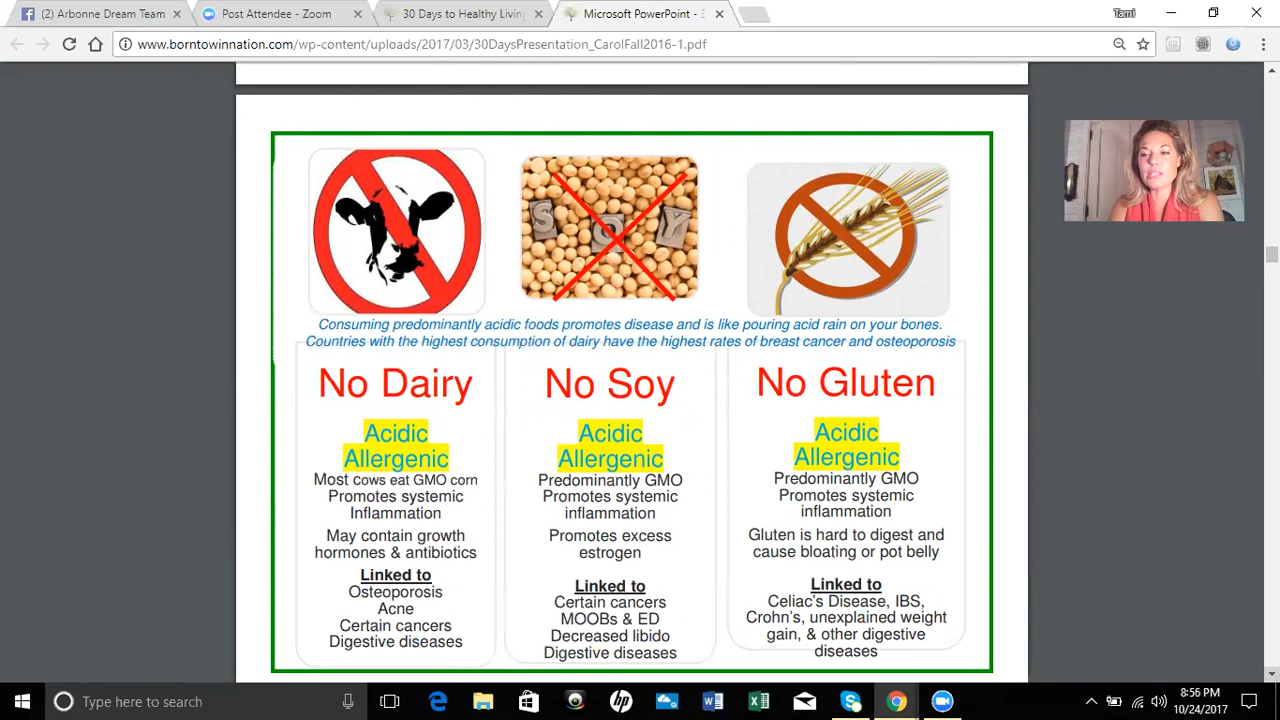 (2) Arbonne Dream Team
Post Attendee - Zoom
30 Days to Healthy Livin
Microsoft PowerPoint -
Tami
www.borntowinnation.com/wp-content/uploads/2017/03/30DaysPresentation_CarolFall2016-1.pdf
SOY
Consuming predominantly acidic foods promotes disease and is like pouring acid rain on your bones.
Countries with the highest consumption of dairy have the highest rates of breast cancer and osteoporosis
No Dairy
Acidic
Allergenic
Most cows eat GMO corn
Promotes systemic
Inflammation
May contain growth
hormones & antibiotics
Linked to
Osteoporosis
Acne
Certain cancers
Digestive diseases
No Soy
Acidic
Allergenic
Predominantly GMO
Promotes systemic
inflammation
Promotes excess
estrogen
Linked to
Certain cancers
MOOBs & ED
Decreased libido
Digestive diseases
No Gluten
Acidic
Allergenic
Predominantly GMO
Promotes systemic
inflammation
Gluten is hard to digest and
cause bloating or pot belly
Linked to
Celiac's Disease, IBS,
Crohn's, unexplained weight
gain, & other digestive
diseases
Type here to search
8:56 PM
10/24/2017